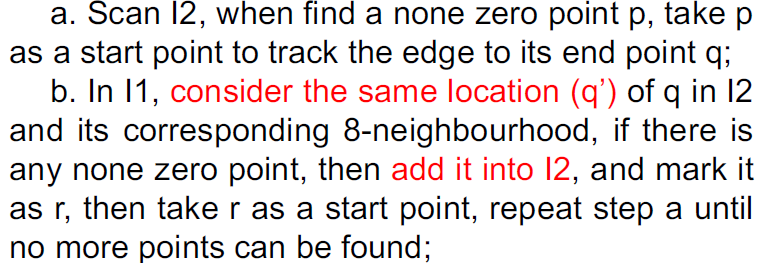 a. Scan I2, when find a none zero point p, take p
as a start point to track the edge to its end point q;
b. In I1, consider the same location (q’) of q in I2
and its corresponding 8-neighbourhood, if there is
any none zero point, then add it into I2, and mark it
as r, then take r as a start point, repeat step a until
no more points can be found;